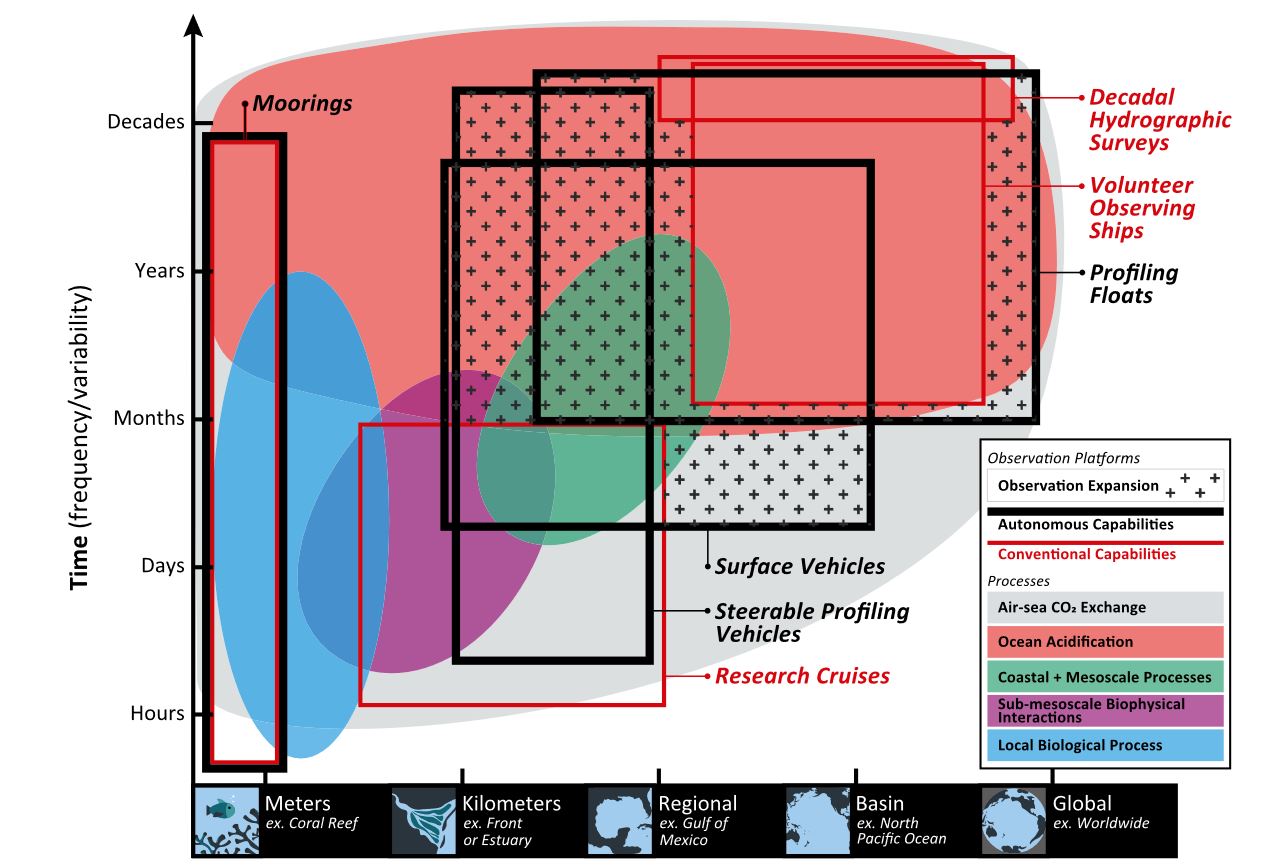 Moorings
Decades
Years
Months
Days
Hours
Time (frequency/variability)
Decadal
Hydrographic
Surveys
Volunteer
Observing
Ships
Profiling
Floats
Surface Vehicles
Steerable Profiling
Vehicles
Research Cruises
Observation Platforms
Observation Expansion
Autonomous Capabilities
Conventional Capabilities
Processes
Air-sea CO₂ Exchange
Ocean Acidification
Coastal + Mesoscale Processes
Sub-mesoscale Biophysical
Interactions
Local Biological Process
Meters
ex. Coral Reef
Kilometers
ex. Front
or Estuary
Regional
ex. Gulf of
Mexico
Basin
ex. North
Pacific Ocean
Global
ex. Worldwide